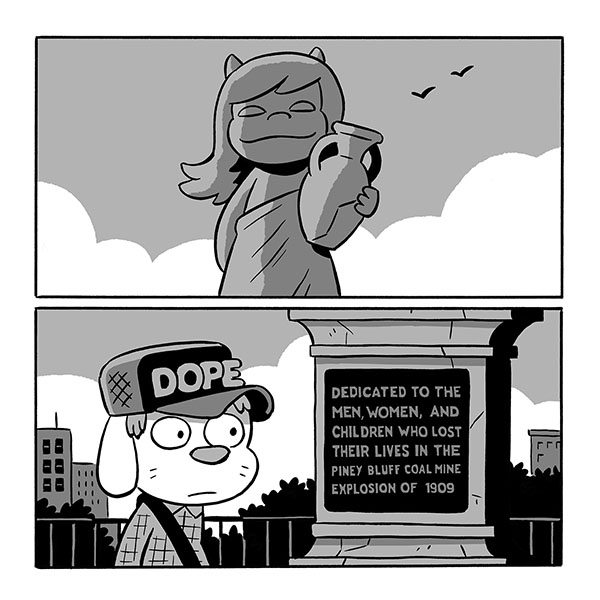 DOPE
DEDICATED TO THE
MEN, WOMEN, AND
CHILDREN WHO LOST
THEIR LIVES IN THE
PINEY BLUFF COAL MINE
EXPLOSION OF 1909